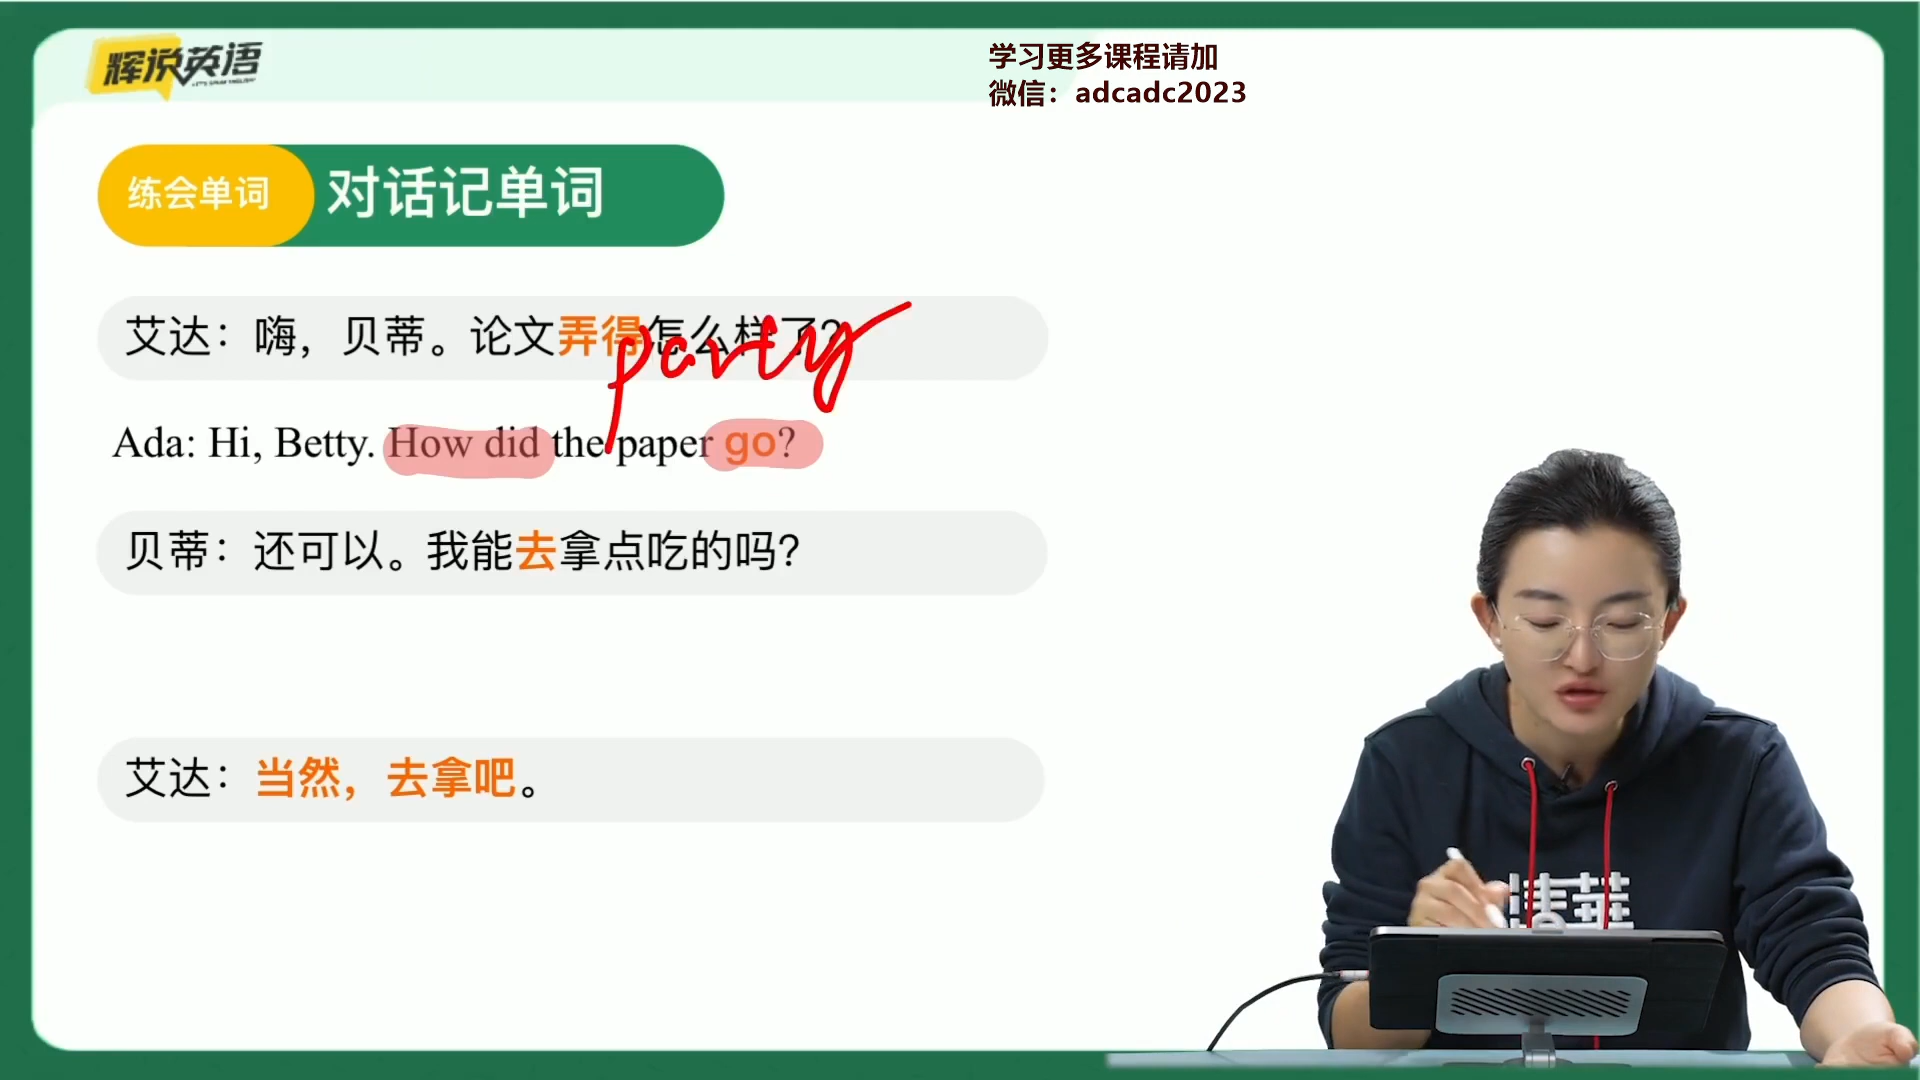 辉说英语
学习更多课程请加
微信：adcadc2023
练会单词 对话记单词
艾达：嗨，贝蒂。论文弄得怎么样了？
party
Ada: Hi, Betty. How did the paper go?
贝蒂：还可以。我能去拿点吃的吗？
艾达：当然，去拿吧。
清华